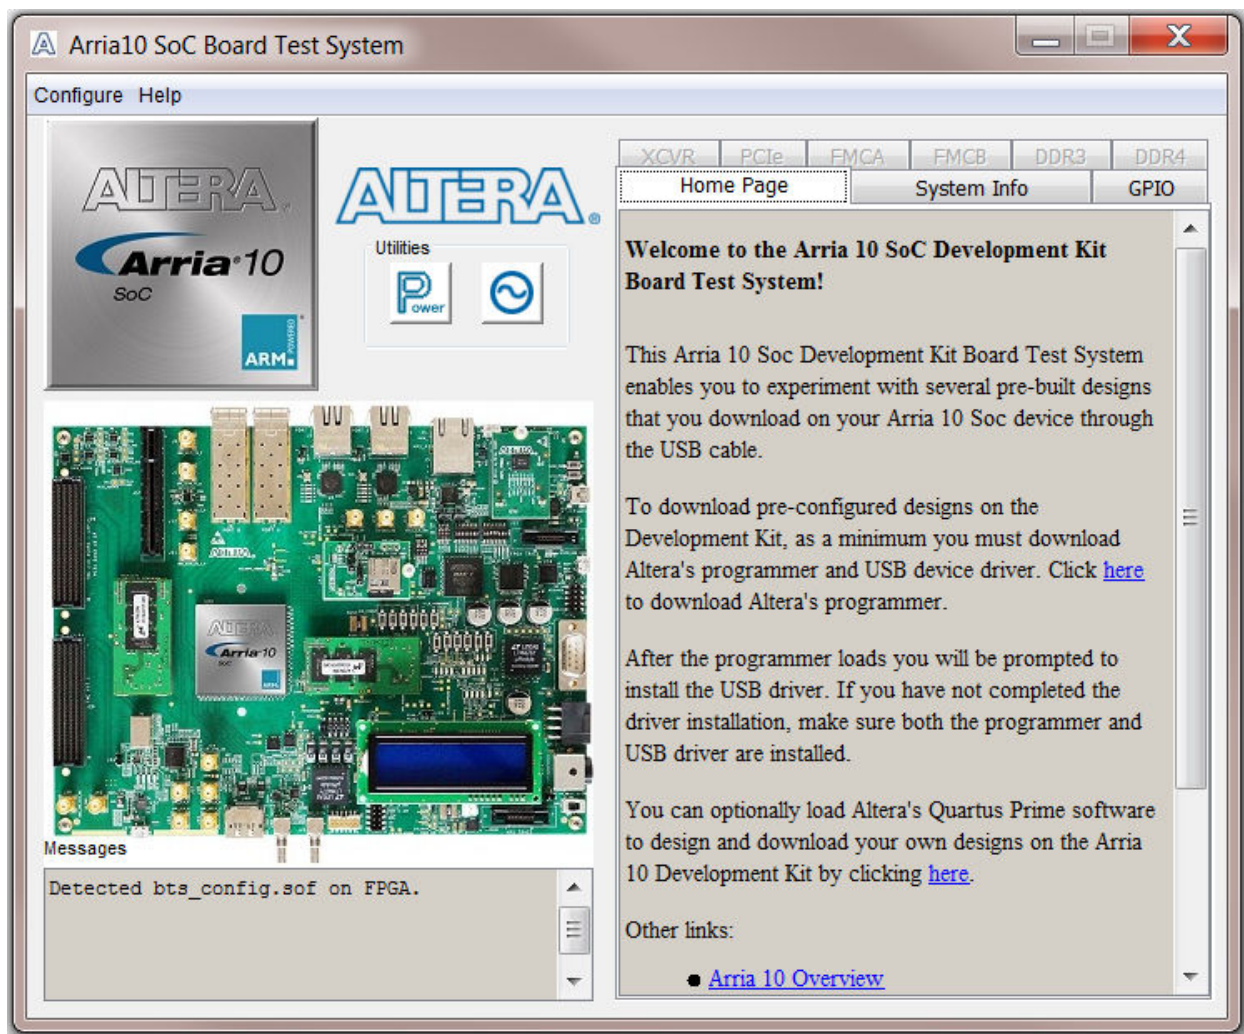 Arria10 SoC Board Test System
Configure Help
ALTERA®
Arria® 10
SoC
ARM®
POWERED
ALTERA®
Utilities
Power
XCVR PCIe FMCA FMCB DDR3 DDR4
Home Page System Info GPIO
Welcome to the Arria 10 SoC Development Kit
Board Test System!
This Arria 10 Soc Development Kit Board Test System
enables you to experiment with several pre-built designs
that you download on your Arria 10 Soc device through
the USB cable.
To download pre-configured designs on the
Development Kit, as a minimum you must download
Altera's programmer and USB device driver. Click here
to download Altera's programmer.
After the programmer loads you will be prompted to
install the USB driver. If you have not completed the
driver installation, make sure both the programmer and
USB driver are installed.
You can optionally load Altera's Quartus Prime software
to design and download your own designs on the Arria
10 Development Kit by clicking here.
Other links:
● Arria 10 Overview
ALTERA
ALTERA
ALTERA
Arria 10
SoC
Messages
Detected bts_config.sof on FPGA.